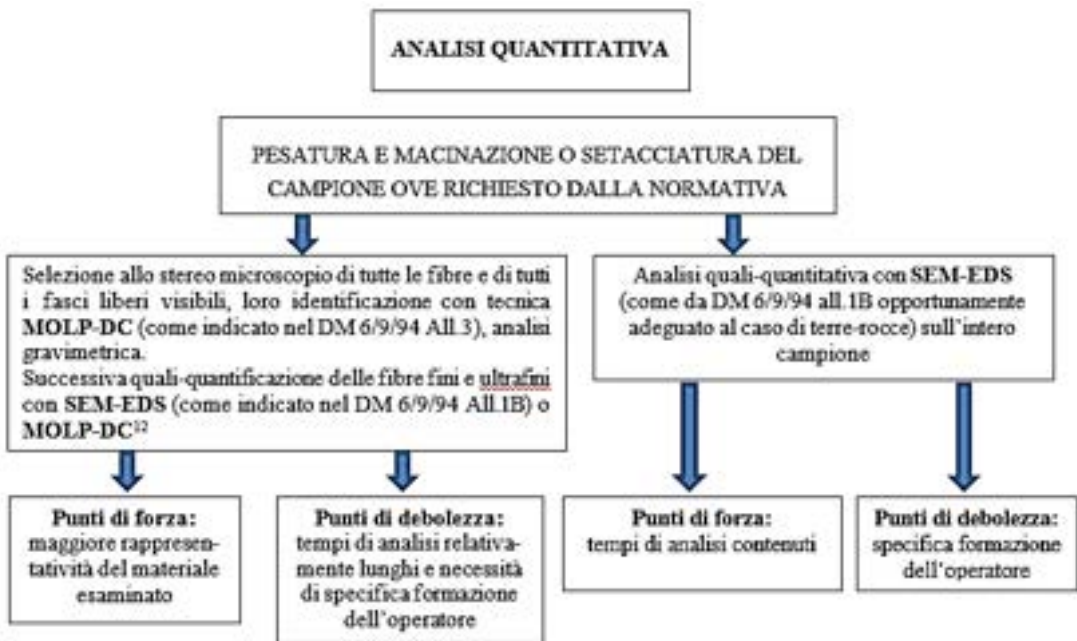 ANALISI QUANTITATIVA
PESATURA E MACINAZIONE O SETACCIATURA DEL
CAMPIONE OVE RICHIESTO DALLA NORMATIVA
Selezione allo stereo microscopio di tutte le fibre e di tutti
i fasci liberi visibili, loro identificazione con tecnica
MOLP-DC (come indicato nel DM 6/9/94 All.3), analisi
gravimetrica.
Successiva quali-quantificazione delle fibre fini e ultrafini
con SEM-EDS (come indicato nel DM 6/9/94 All.1B) o
MOLP-DC¹²
Analisi quali-quantitativa con SEM-EDS
(come da DM 6/9/94 all.1B opportunamente
adeguato al caso di terre-rocce) sull'intero
campione
Punti di forza:
maggiore rappresen-
tatività del materiale
esaminato
Punti di debolezza:
tempi di analisi relativa-
mente lunghi e necessità
di specifica formazione
dell'operatore
Punti di forza:
tempi di analisi contenuti
Punti di debolezza:
specifica formazione
dell'operatore